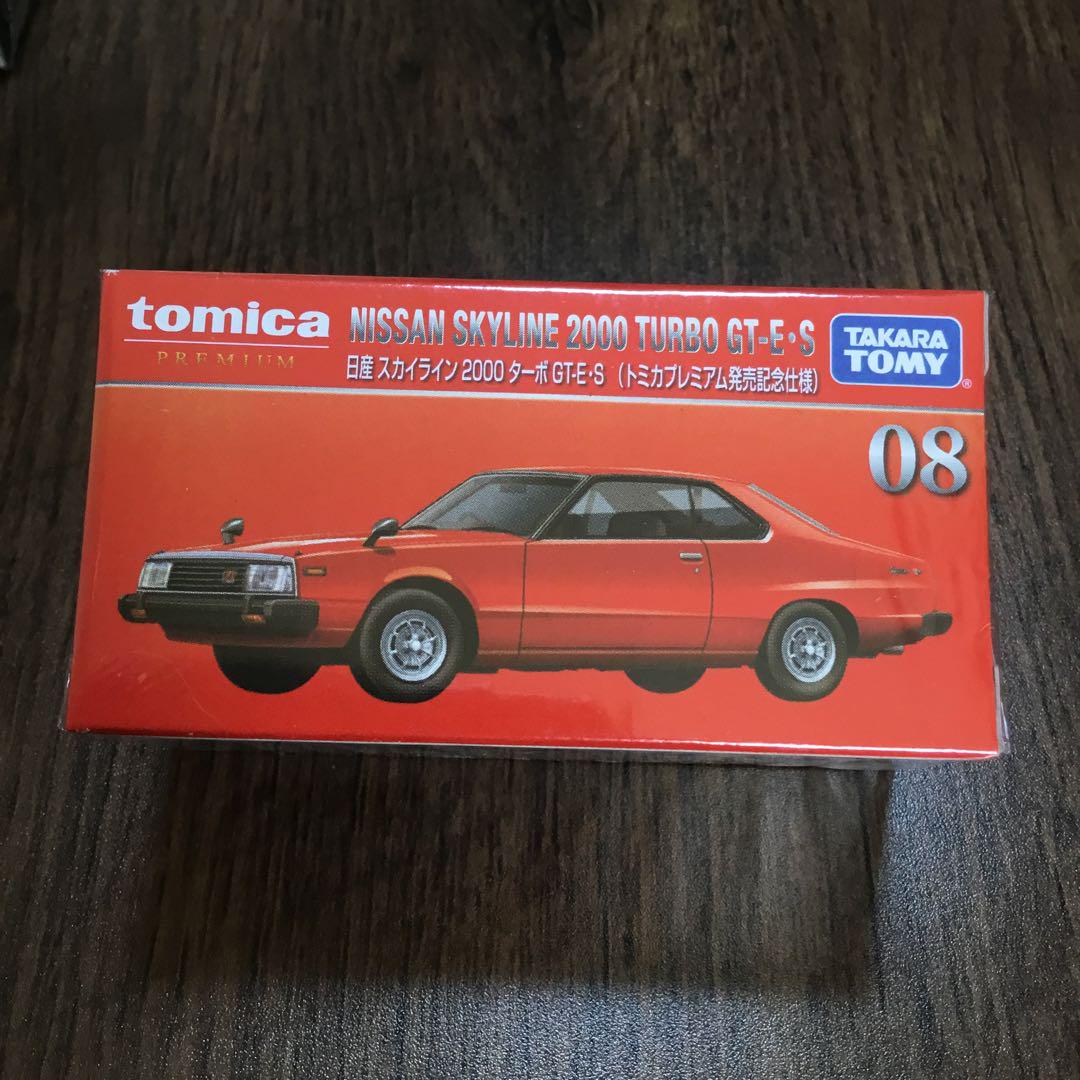 tomica
PREMIUM
NISSAN SKYLINE 2000 TURBO GT-E・S
日産 スカイライン 2000 ターボ GT-E・S （トミカプレミアム発売記念仕様）
TAKARA
TOMY
®
08